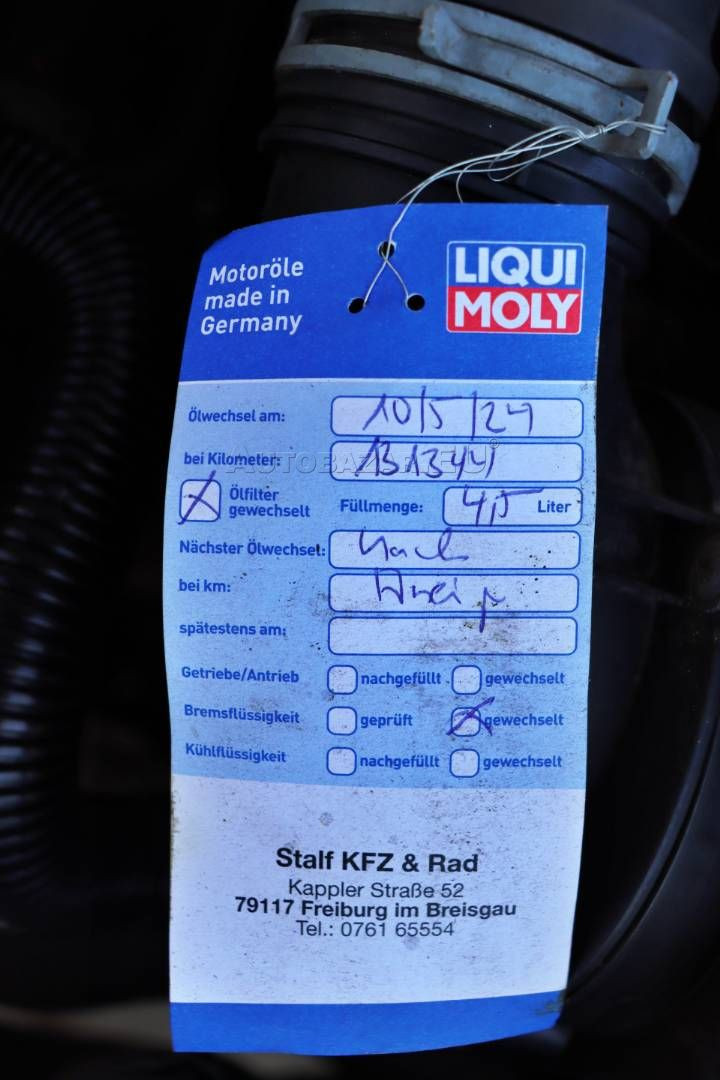 Motoröle
made in
Germany
LIQUI
MOLY
Ölwechsel am: 10/5/24
bei Kilometer: 131344
Ölfilter
gewechselt
Füllmenge: 4,5 Liter
Nächster Ölwechsel: Nach
bei km: Anzeige
spätestens am:
Getriebe/Antrieb nachgefüllt gewechselt
Bremsflüssigkeit geprüft gewechselt
Kühlflüssigkeit nachgefüllt gewechselt
Stalf KFZ & Rad
Kappler Straße 52
79117 Freiburg im Breisgau
Tel.: 0761 65554